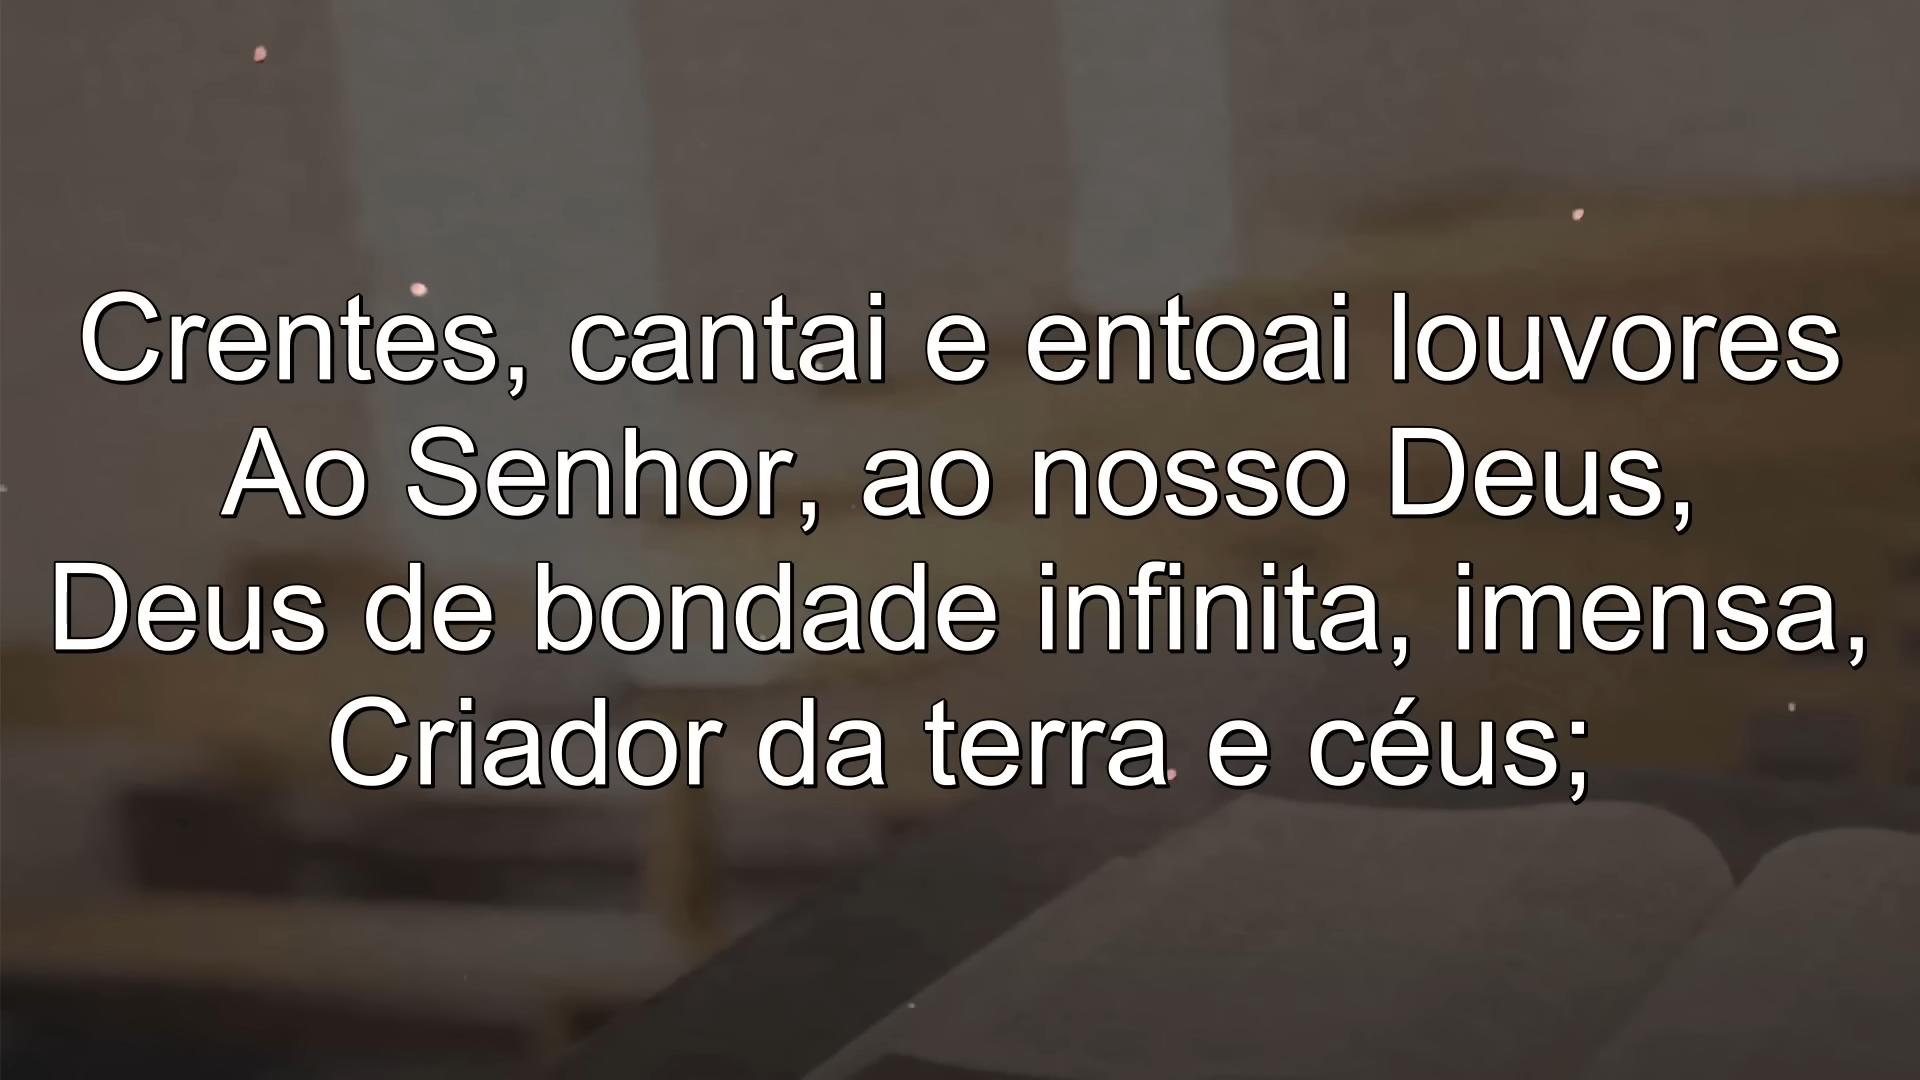 Crentes, cantai e entoai louvores
Ao Senhor, ao nosso Deus,
Deus de bondade infinita, imensa,
Criador da terra e céus;